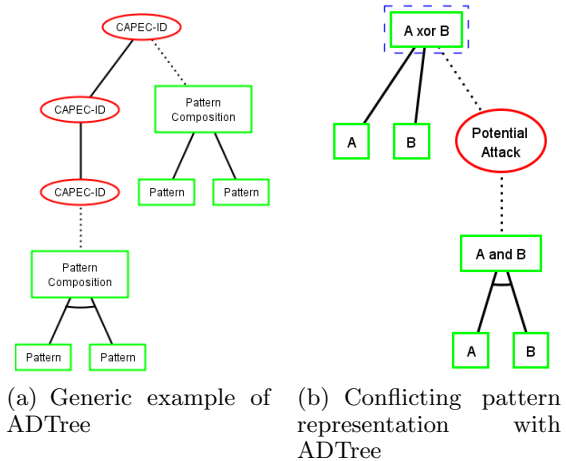 CAPEC-ID
CAPEC-ID
Pattern
Composition
CAPEC-ID
Pattern
Pattern
Pattern
Composition
Pattern
Pattern
(a) Generic example of
ADTree
A xor B
A
B
Potential
Attack
A and B
A
B
(b) Conflicting pattern
representation with
ADTree